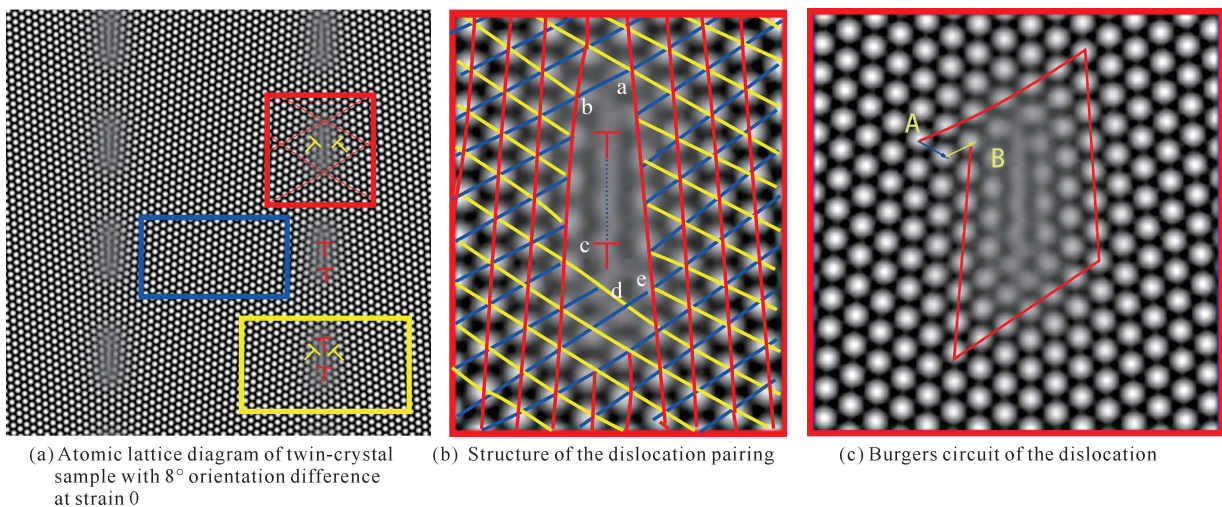 a
b
c
d
e
A
B
(a) Atomic lattice diagram of twin-crystal
sample with 8° orientation difference
at strain 0
(b) Structure of the dislocation pairing
(c) Burgers circuit of the dislocation